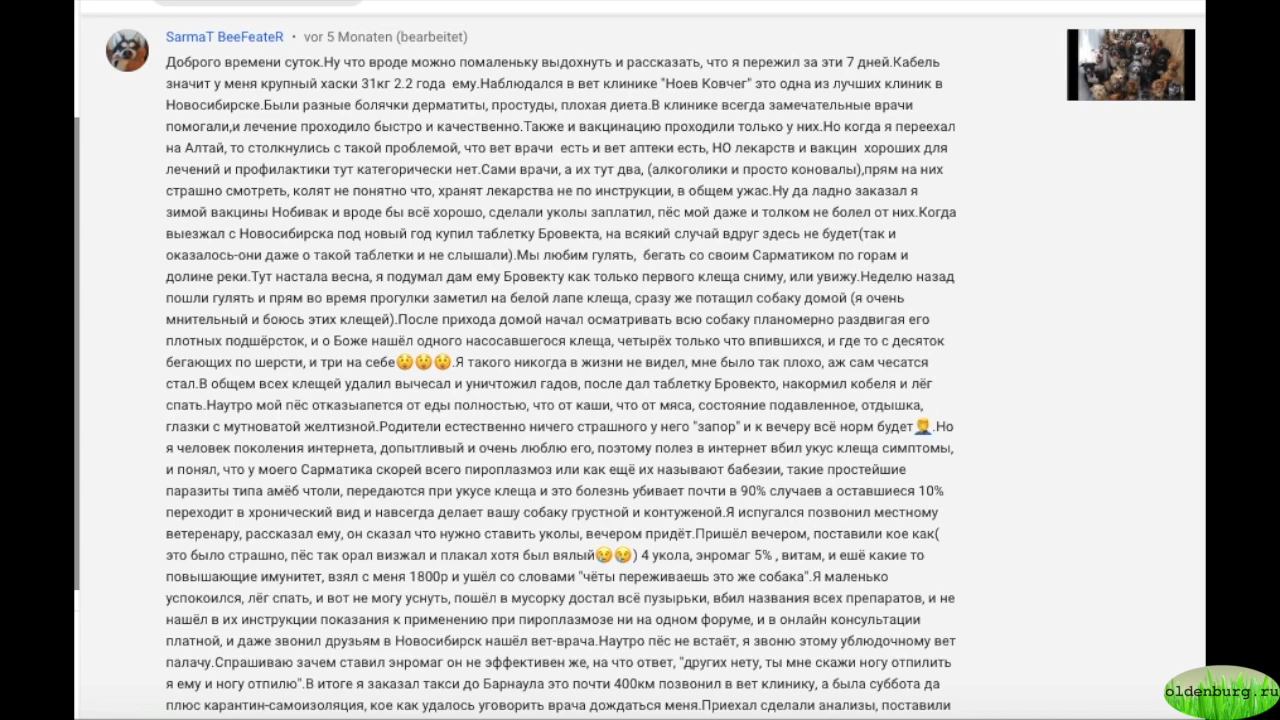 SarmaT BeeFeateR • vor 5 Monaten (bearbeitet)
Доброго времени суток.Ну что вроде можно помаленьку выдохнуть и рассказать, что я пережил за эти 7 дней.Кабель
значит у меня крупный хаски 31кг 2.2 года ему.Наблюдался в вет клинике "Ноев Ковчег" это одна из лучших клиник в
Новосибирске.Были разные болячки дерматиты, простуды, плохая диета.В клинике всегда замечательные врачи
помогали,и лечение проходило быстро и качественно.Также и вакцинацию проходили только у них.Но когда я переехал
на Алтай, то столкнулись с такой проблемой, что вет врачи есть и вет аптеки есть, НО лекарств и вакцин хороших для
лечений и профилактики тут категорически нет.Сами врачи, а их тут два, (алкоголики и просто коновалы),прям на них
страшно смотреть, колят не понятно что, хранят лекарства не по инструкции, в общем ужас.Ну да ладно заказал я
зимой вакцины Нобивак и вроде бы всё хорошо, сделали уколы заплатил, пёс мой даже и толком не болел от них.Когда
выезжал с Новосибирска под новый год купил таблетку Бровекта, на всякий случай вдруг здесь не будет(так и
оказалось-они даже о такой таблетки и не слышали).Мы любим гулять, бегать со своим Сарматиком по горам и
долине реки.Тут настала весна, я подумал дам ему Бровекту как только первого клеща сниму, или увижу.Неделю назад
пошли гулять и прям во время прогулки заметил на белой лапе клеща, сразу же потащил собаку домой (я очень
мнительный и боюсь этих клещей).После прихода домой начал осматривать всю собаку планомерно раздвигая его
плотных подшёрсток, и о Боже нашёл одного насосавшегося клеща, четырёх только что впившихся, и где то с десяток
бегающих по шерсти, и три на себе😲😲😲.Я такого никогда в жизни не видел, мне было так плохо, аж сам чесатся
стал.В общем всех клещей удалил вычесал и уничтожил гадов, после дал таблетку Бровекто, накормил кобеля и лёг
спать.Наутро мой пёс отказыапется от еды полностью, что от каши, что от мяса, состояние подавленное, отдышка,
глазки с мутноватой желтизной.Родители естественно ничего страшного у него "запор" и к вечеру всё норм будет🤦‍♂️.Но
я человек поколения интернета, допытливый и очень люблю его, поэтому полез в интернет вбил укус клеща симптомы,
и понял, что у моего Сарматика скорей всего пироплазмоз или как ещё их называют бабезии, такие простейшие
паразиты типа амёб чтоли, передаются при укусе клеща и это болезнь убивает почти в 90% случаев а оставшиеся 10%
переходит в хронический вид и навсегда делает вашу собаку грустной и контуженой.Я испугался позвонил местному
ветеренару, рассказал ему, он сказал что нужно ставить уколы, вечером придёт.Пришёл вечером, поставили кое как(
это было страшно, пёс так орал визжал и плакал хотя был вялый😢😢) 4 укола, энромаг 5% , витам, и ешё какие то
повышающие имунитет, взял с меня 1800р и ушёл со словами "чёты переживаешь это же собака".Я маленько
успокоился, лёг спать, и вот не могу уснуть, пошёл в мусорку достал всё пузырьки, вбил названия всех препаратов, и не
нашёл в их инструкции показания к применению при пироплазмозе ни на одном форуме, и в онлайн консультации
платной, и даже звонил друзьям в Новосибирск нашёл вет-врача.Наутро пёс не встаёт, я звоню этому ублюдочному вет
палачу.Спрашиваю зачем ставил энромаг он не эффективен же, на что ответ, "других нету, ты мне скажи ногу отпилить
я ему и ногу отпилю".В итоге я заказал такси до Барнаула это почти 400км позвонил в вет клинику, а была суббота да
плюс карантин-самоизоляция, кое как удалось уговорить врача дождаться меня.Приехал сделали анализы, поставили
oldenburg.ru